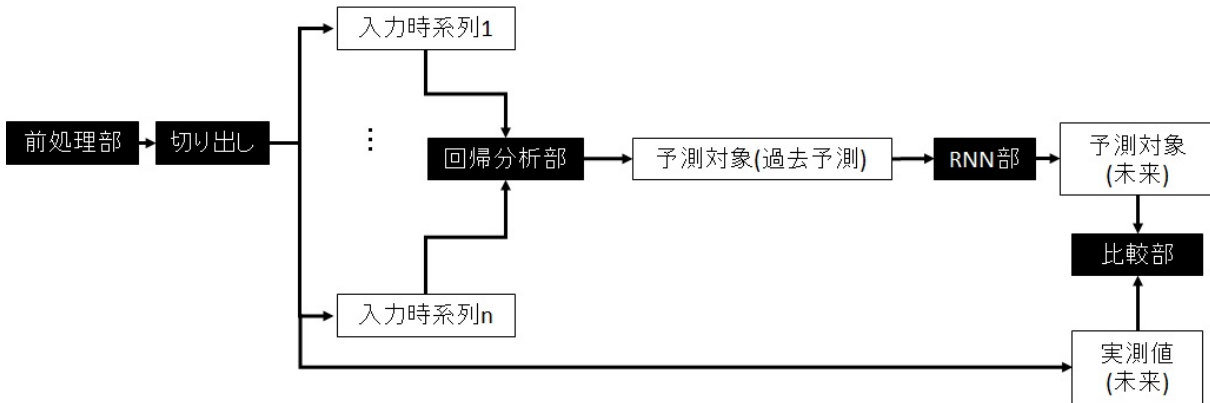 入力時系列1
前処理部
切り出し
⋮
回帰分析部
予測対象(過去予測)
RNN部
予測対象
(未来)
比較部
入力時系列n
実測値
(未来)